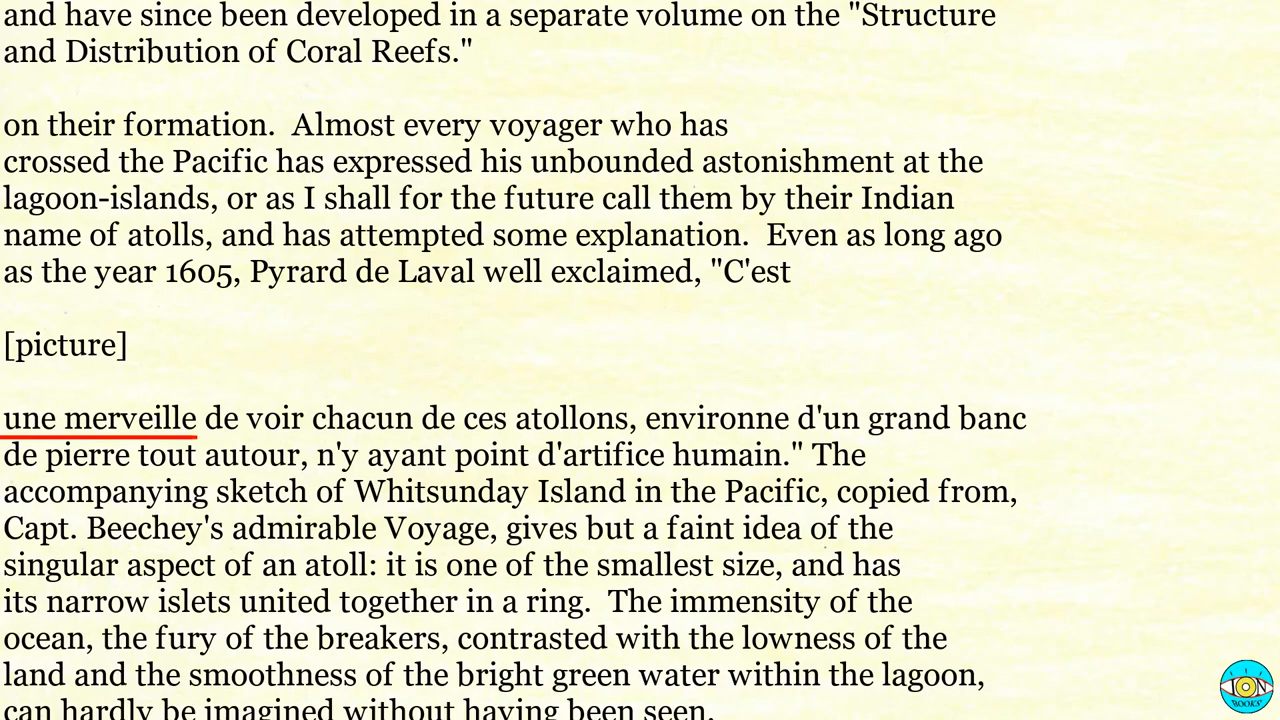 and have since been developed in a separate volume on the "Structure
and Distribution of Coral Reefs."
on their formation.  Almost every voyager who has
crossed the Pacific has expressed his unbounded astonishment at the
lagoon-islands, or as I shall for the future call them by their Indian
name of atolls, and has attempted some explanation.  Even as long ago
as the year 1605, Pyrard de Laval well exclaimed, "C'est
[picture]
une merveille de voir chacun de ces atollons, environne d'un grand banc
de pierre tout autour, n'y ayant point d'artifice humain." The
accompanying sketch of Whitsunday Island in the Pacific, copied from,
Capt. Beechey's admirable Voyage, gives but a faint idea of the
singular aspect of an atoll: it is one of the smallest size, and has
its narrow islets united together in a ring.  The immensity of the
ocean, the fury of the breakers, contrasted with the lowness of the
land and the smoothness of the bright green water within the lagoon,
can hardly be imagined without having been seen.
ION
BOOKS